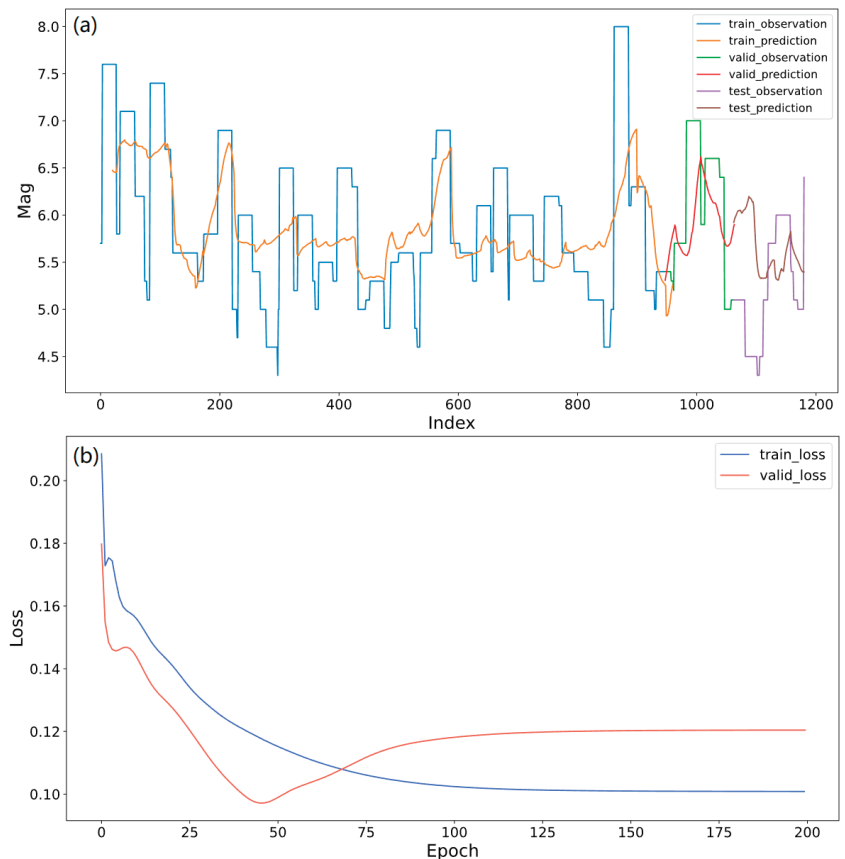 (a)
train_observation
train_prediction
valid_observation
valid_prediction
test_observation
test_prediction
8.0
7.5
7.0
6.5
6.0
5.5
5.0
4.5
Mag
0 200 400 600 800 1000 1200
Index
(b)
train_loss
valid_loss
0.20
0.18
0.16
0.14
0.12
0.10
Loss
0 25 50 75 100 125 150 175 200
Epoch